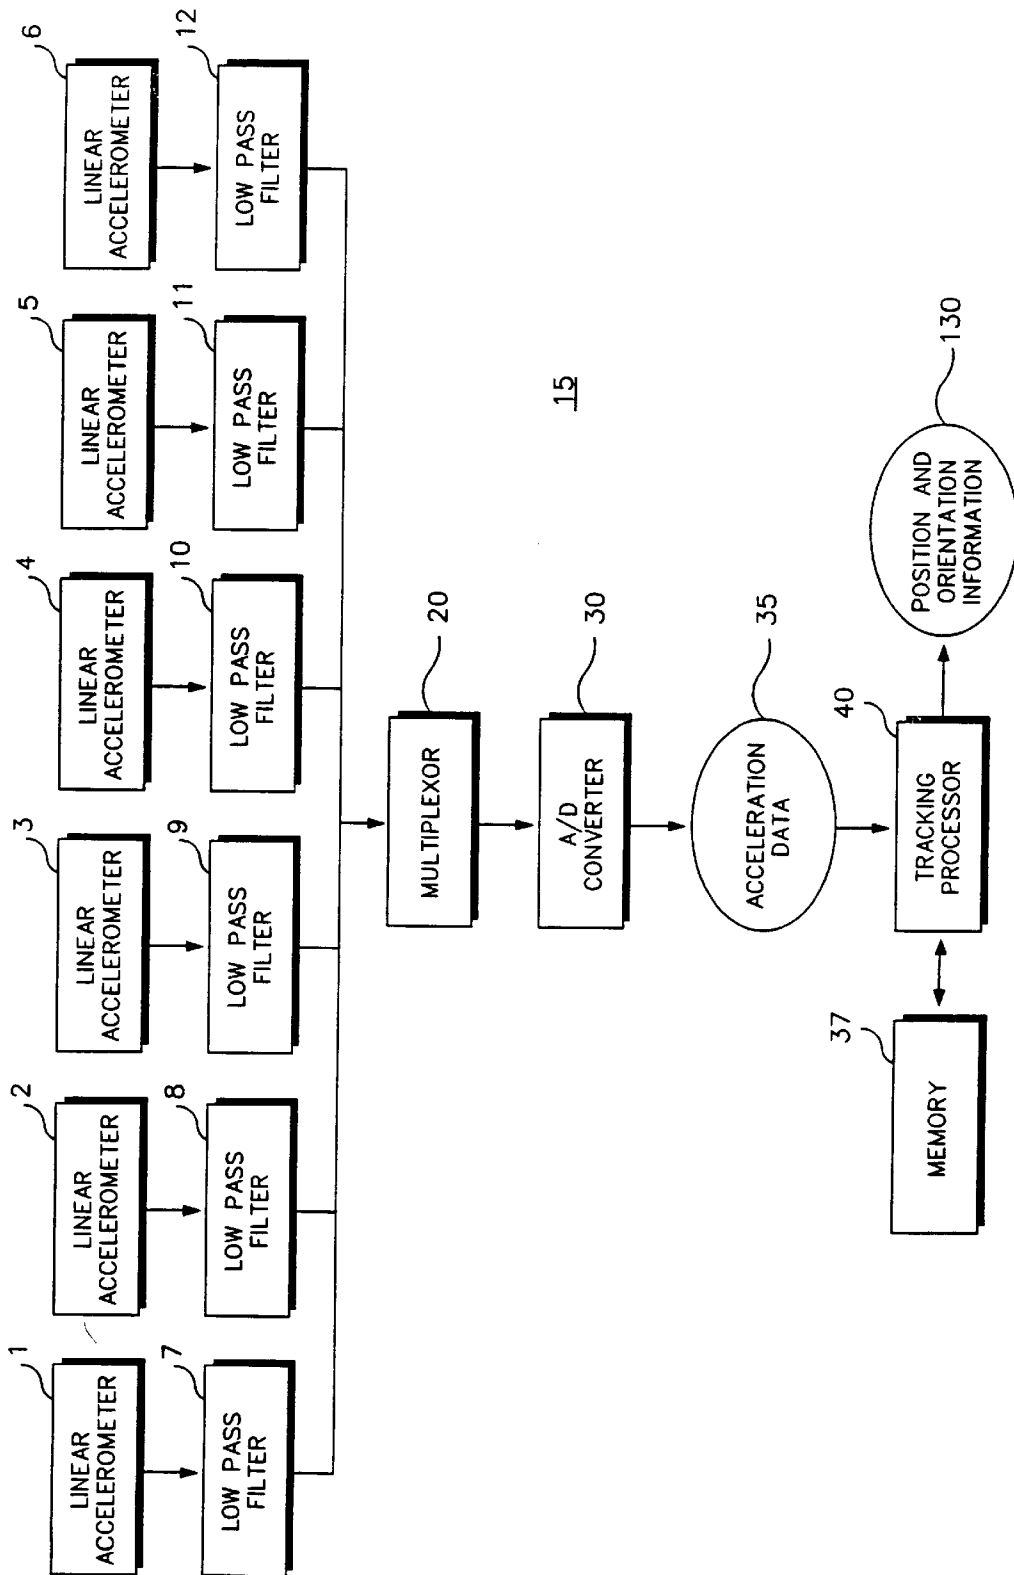 1
LINEAR
ACCELEROMETER
2
LINEAR
ACCELEROMETER
3
LINEAR
ACCELEROMETER
4
LINEAR
ACCELEROMETER
5
LINEAR
ACCELEROMETER
6
LINEAR
ACCELEROMETER
7
LOW PASS
FILTER
8
LOW PASS
FILTER
9
LOW PASS
FILTER
10
LOW PASS
FILTER
11
LOW PASS
FILTER
12
LOW PASS
FILTER
15
MULTIPLEXOR
20
A/D
CONVERTER
30
ACCELERATION
DATA
35
37
MEMORY
TRACKING
PROCESSOR
40
POSITION AND
ORIENTATION
INFORMATION
130